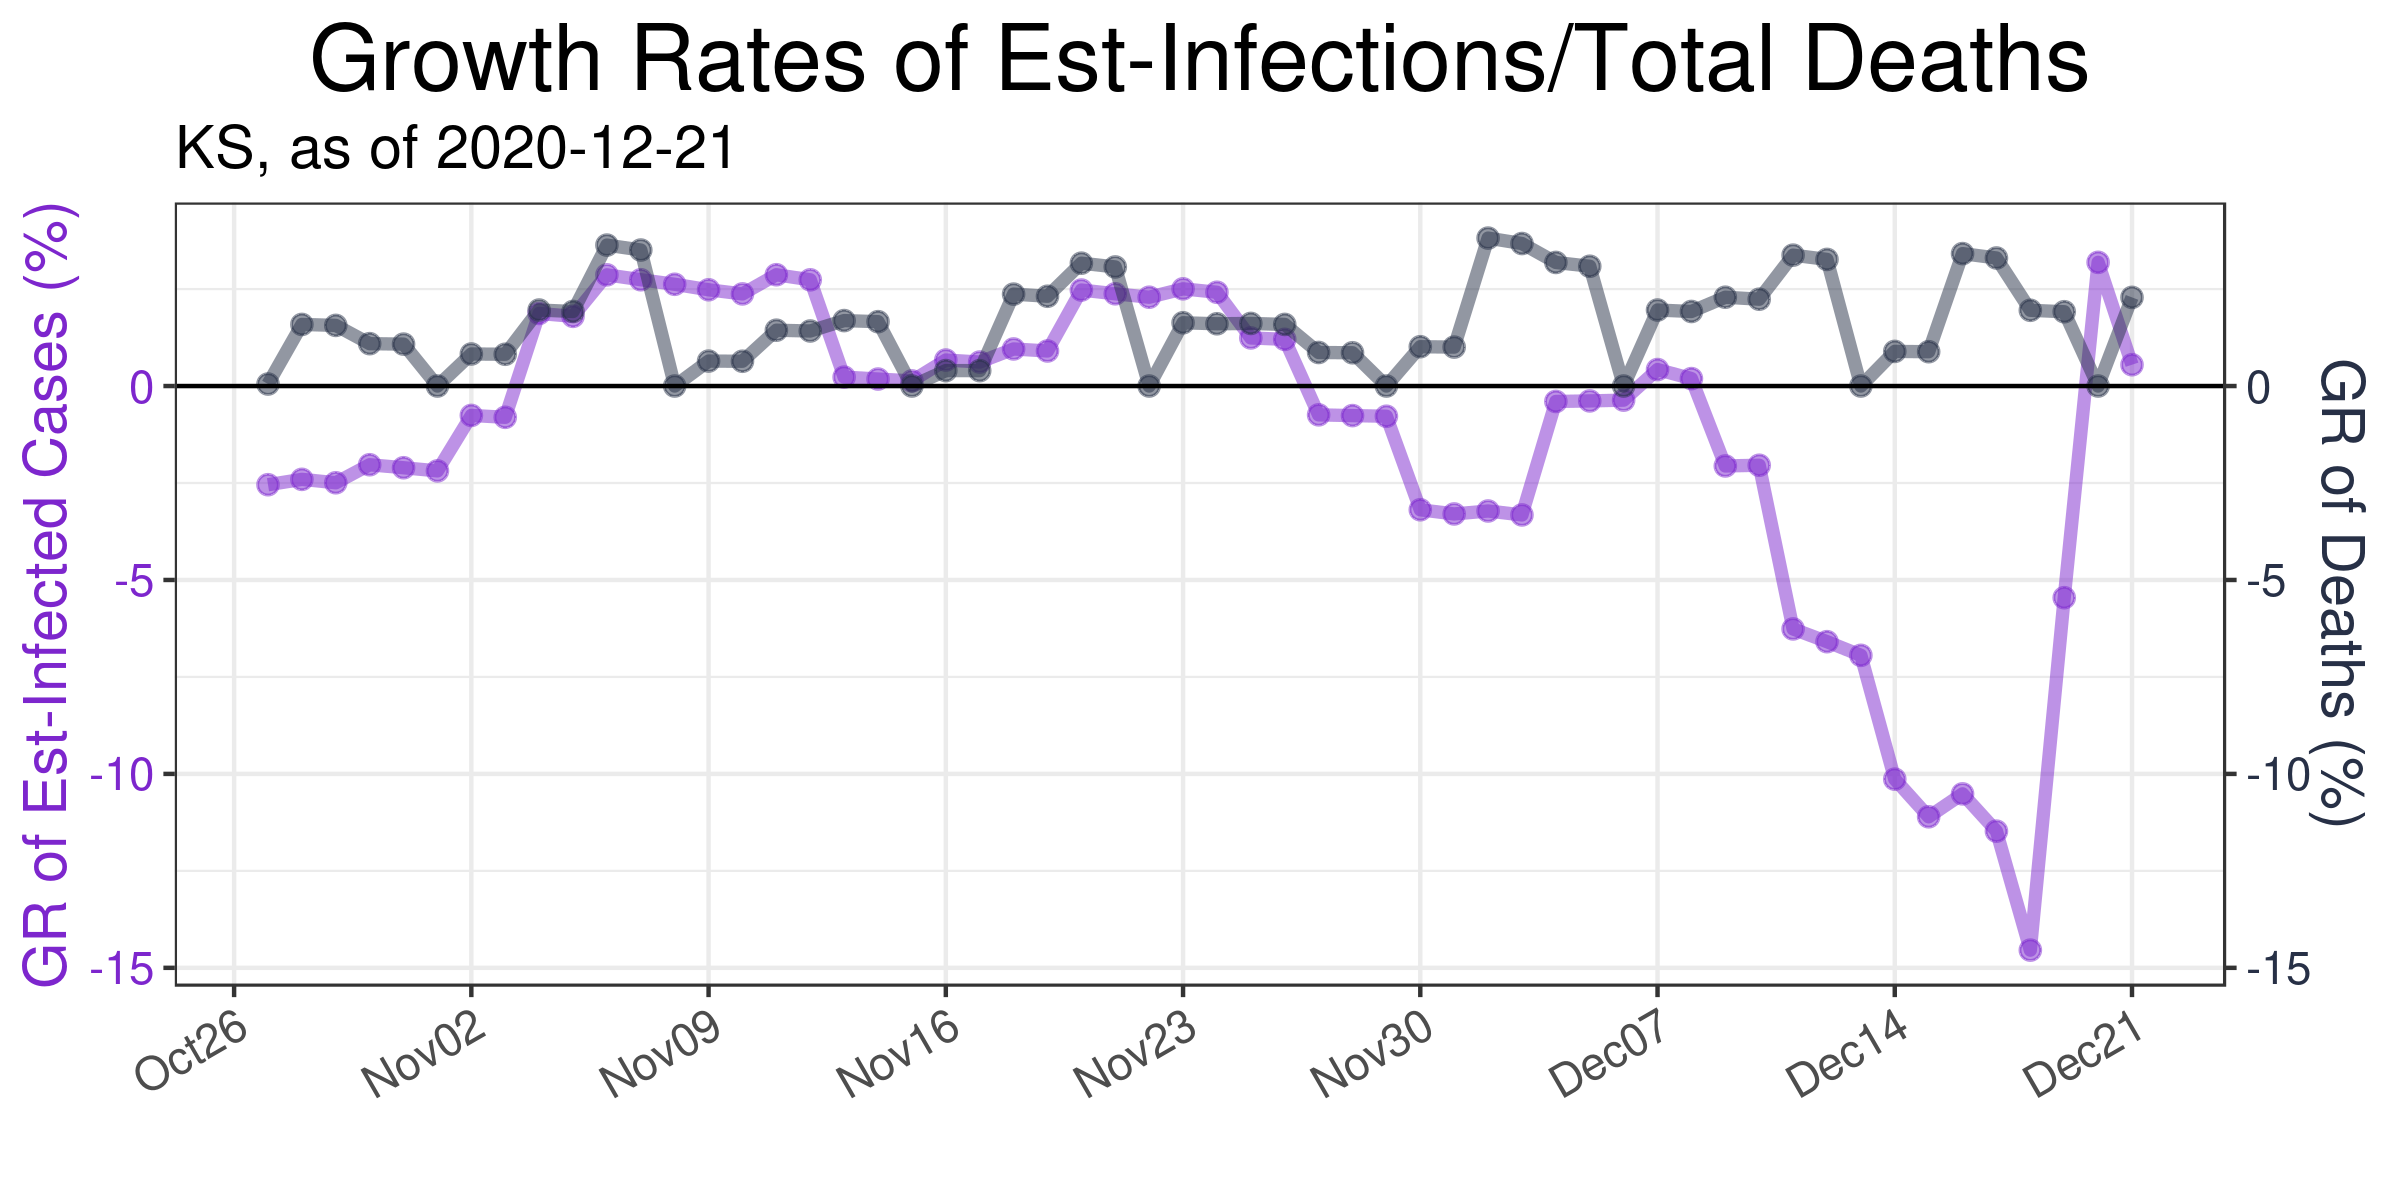 Growth Rates of Est-Infections/Total Deaths
KS, as of 2020-12-21
GR of Est-Infected Cases (%)
0
-5
-10
-15
0
-5
-10
-15
GR of Deaths (%)
Oct26
Nov02
Nov09
Nov16
Nov23
Nov30
Dec07
Dec14
Dec21